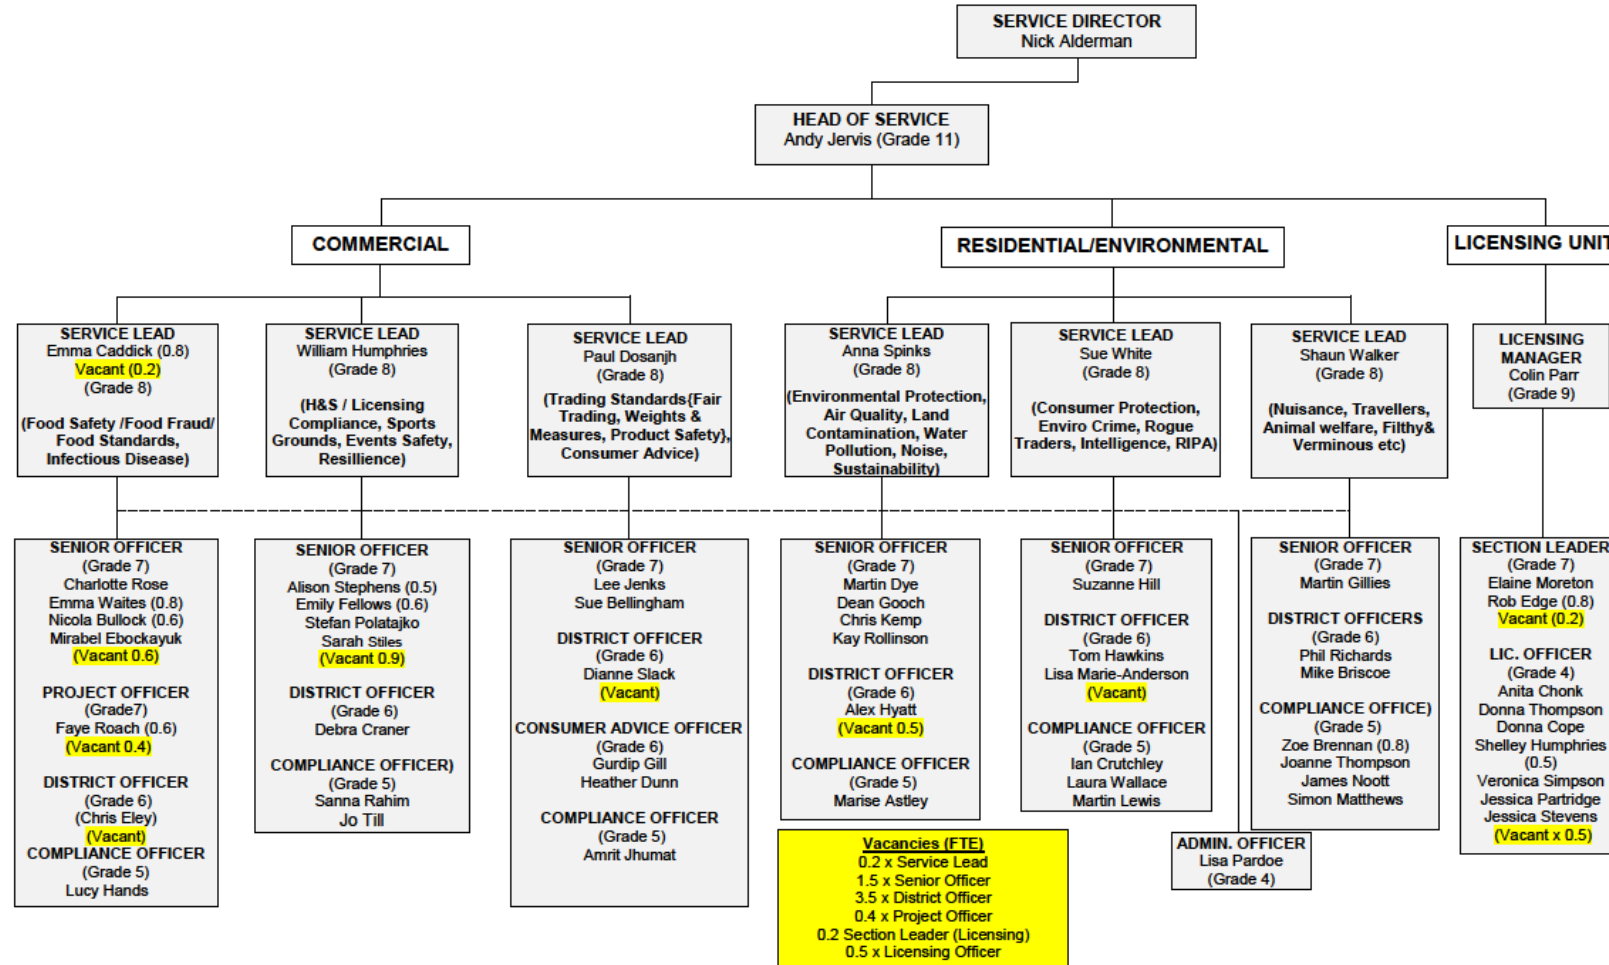 SERVICE DIRECTOR
Nick Alderman
HEAD OF SERVICE
Andy Jervis (Grade 11)
COMMERCIAL
RESIDENTIAL/ENVIRONMENTAL
LICENSING UNIT
SERVICE LEAD
Emma Caddick (0.8)
Vacant (0.2)
(Grade 8)
(Food Safety /Food Fraud/
Food Standards,
Infectious Disease)
SERVICE LEAD
William Humphries
(Grade 8)
(H&S / Licensing
Compliance, Sports
Grounds, Events Safety,
Resillience)
SERVICE LEAD
Paul Dosanjh
(Grade 8)
(Trading Standards{Fair
Trading, Weights &
Measures, Product Safety},
Consumer Advice)
SERVICE LEAD
Anna Spinks
(Grade 8)
(Environmental Protection,
Air Quality, Land
Contamination, Water
Pollution, Noise,
Sustainability)
SERVICE LEAD
Sue White
(Grade 8)
(Consumer Protection,
Enviro Crime, Rogue
Traders, Intelligence, RIPA)
SERVICE LEAD
Shaun Walker
(Grade 8)
(Nuisance, Travellers,
Animal welfare, Filthy&
Verminous etc)
LICENSING
MANAGER
Colin Parr
(Grade 9)
SENIOR OFFICER
(Grade 7)
Charlotte Rose
Emma Waites (0.8)
Nicola Bullock (0.6)
Mirabel Ebockayuk
(Vacant 0.6)
PROJECT OFFICER
(Grade7)
Faye Roach (0.6)
(Vacant 0.4)
DISTRICT OFFICER
(Grade 6)
(Chris Eley)
(Vacant)
COMPLIANCE OFFICER
(Grade 5)
Lucy Hands
SENIOR OFFICER
(Grade 7)
Alison Stephens (0.5)
Emily Fellows (0.6)
Stefan Polatajko
Sarah Stiles
(Vacant 0.9)
DISTRICT OFFICER
(Grade 6)
Debra Craner
COMPLIANCE OFFICER)
(Grade 5)
Sanna Rahim
Jo Till
SENIOR OFFICER
(Grade 7)
Lee Jenks
Sue Bellingham
DISTRICT OFFICER
(Grade 6)
Dianne Slack
(Vacant)
CONSUMER ADVICE OFFICER
(Grade 6)
Gurdip Gill
Heather Dunn
COMPLIANCE OFFICER
(Grade 5)
Amrit Jhumat
SENIOR OFFICER
(Grade 7)
Martin Dye
Dean Gooch
Chris Kemp
Kay Rollinson
DISTRICT OFFICER
(Grade 6)
Alex Hyatt
(Vacant 0.5)
COMPLIANCE OFFICER
(Grade 5)
Marise Astley
SENIOR OFFICER
(Grade 7)
Suzanne Hill
DISTRICT OFFICER
(Grade 6)
Tom Hawkins
Lisa Marie-Anderson
(Vacant)
COMPLIANCE OFFICER
(Grade 5)
Ian Crutchley
Laura Wallace
Martin Lewis
SENIOR OFFICER
(Grade 7)
Martin Gillies
DISTRICT OFFICERS
(Grade 6)
Phil Richards
Mike Briscoe
COMPLIANCE OFFICE)
(Grade 5)
Zoe Brennan (0.8)
Joanne Thompson
James Noott
Simon Matthews
SECTION LEADER
(Grade 7)
Elaine Moreton
Rob Edge (0.8)
Vacant (0.2)
LIC. OFFICER
(Grade 4)
Anita Chonk
Donna Thompson
Donna Cope
Shelley Humphries
(0.5)
Veronica Simpson
Jessica Partridge
Jessica Stevens
(Vacant x 0.5)
Vacancies (FTE)
0.2 x Service Lead
1.5 x Senior Officer
3.5 x District Officer
0.4 x Project Officer
0.2 Section Leader (Licensing)
0.5 x Licensing Officer
ADMIN. OFFICER
Lisa Pardoe
(Grade 4)